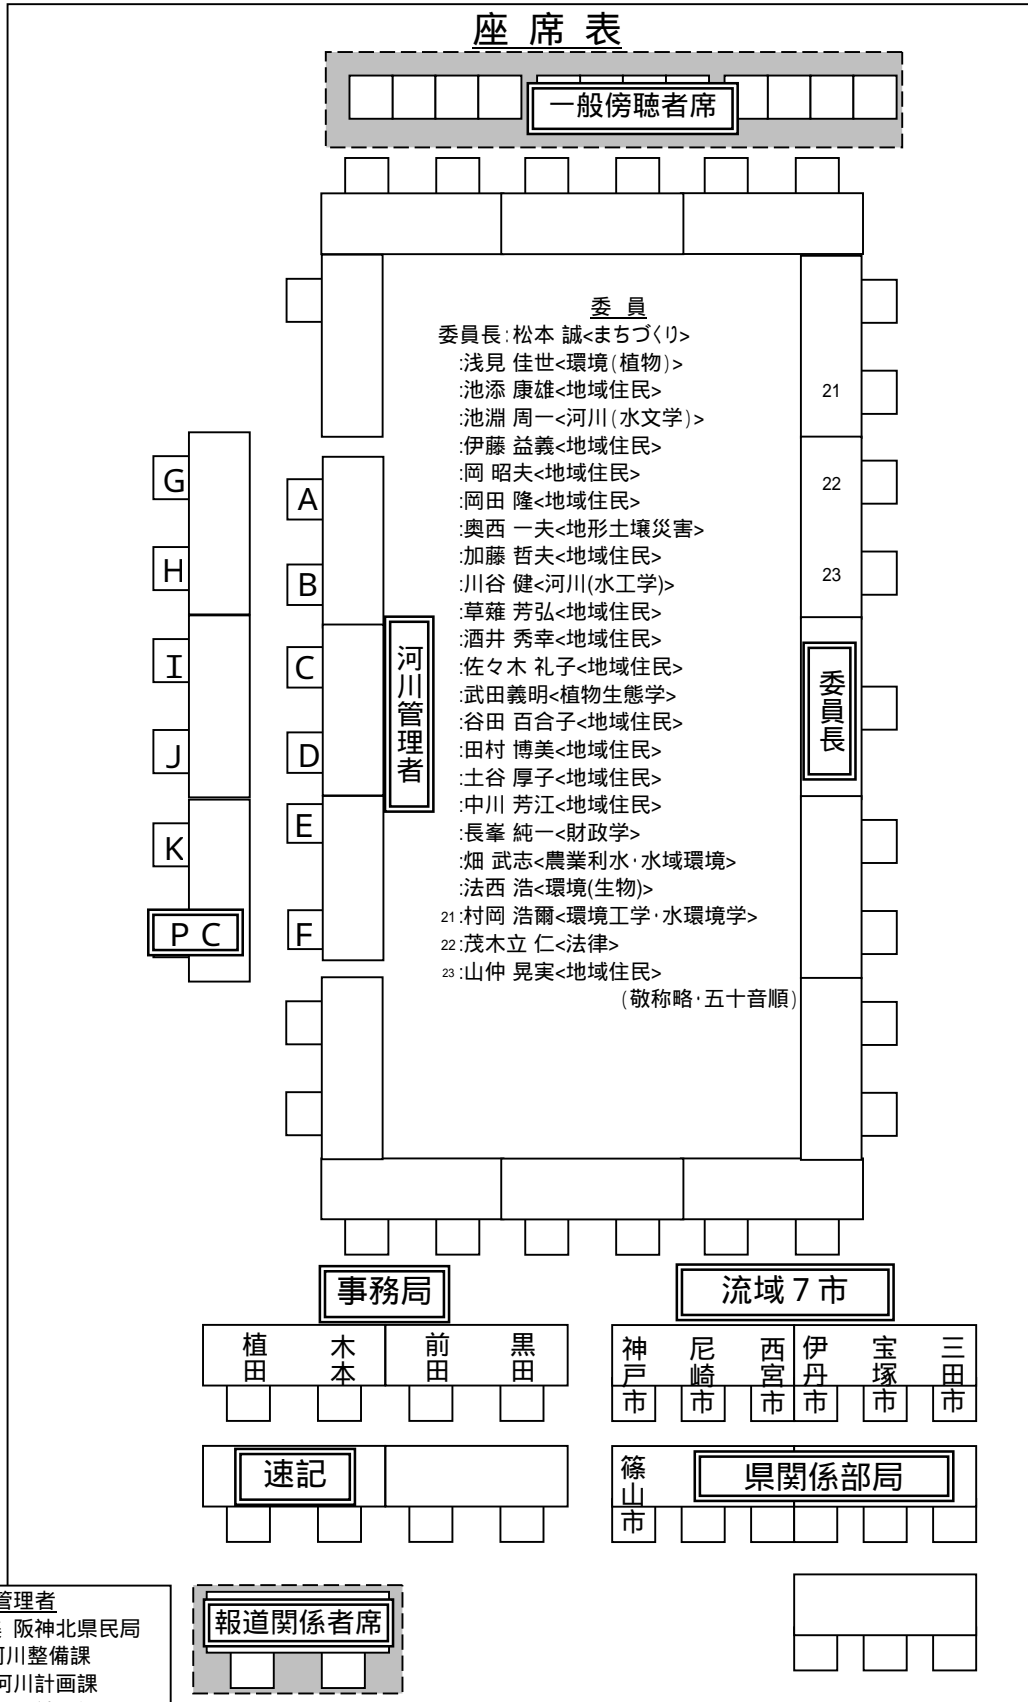 座 席 表
一般傍聴者席
委 員
委員長:松本 誠<まちづくり>
:浅見 佳世<環境(植物)>
:池添 康雄<地域住民>
:池淵 周一<河川(水文学)>
:伊藤 益義<地域住民>
:岡 昭夫<地域住民>
:岡田 隆<地域住民>
:奥西 一夫<地形土壌災害>
:加藤 哲夫<地域住民>
:川谷 健<河川(水工学)>
:草薙 芳弘<地域住民>
:酒井 秀幸<地域住民>
:佐々木 礼子<地域住民>
:武田義明<植物生態学>
:谷田 百合子<地域住民>
:田村 博美<地域住民>
:土谷 厚子<地域住民>
:中川 芳江<地域住民>
:長峯 純一<財政学>
:畑 武志<農業利水・水域環境>
:法西 浩<環境(生物)>
21:村岡 浩爾<環境工学・水環境学>
22:茂木立 仁<法律>
23:山仲 晃実<地域住民>
(敬称略・五十音順)
21
22
23
委員長
河川管理者
A
B
C
D
E
F
G
H
I
J
K
P C
事務局
植田
木本
前田
黒田
速記
流域7市
神戸市
尼崎市
西宮市
伊丹市
宝塚市
三田市
篠山市
県関係部局
報道関係者席
管理者
阪神北県民局
河川整備課
河川計画課